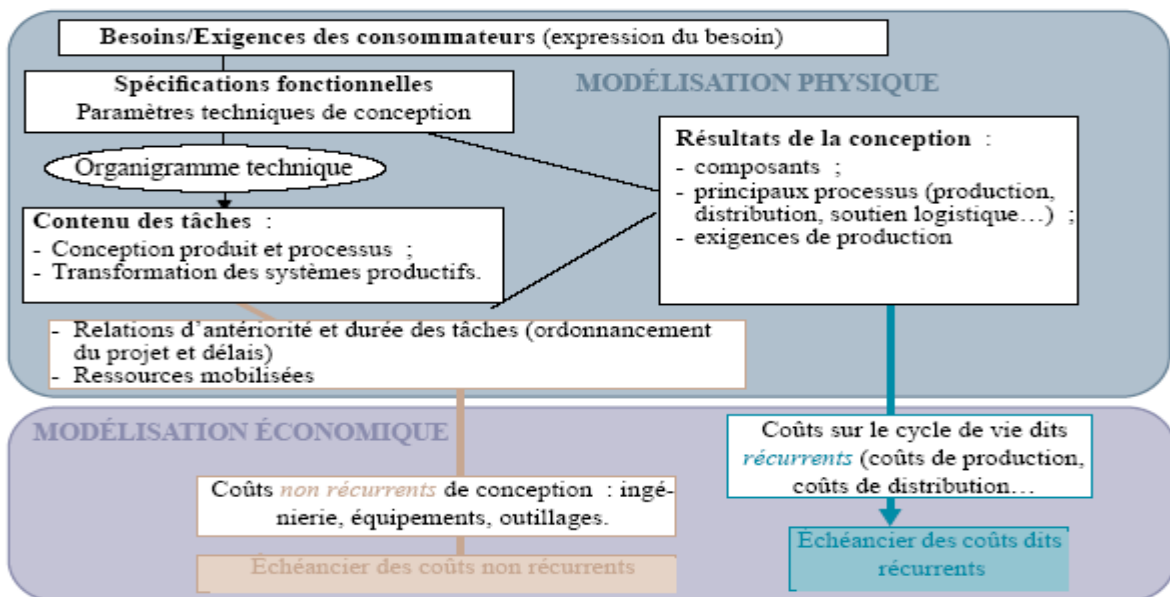 Besoins/Exigences des consommateurs (expression du besoin)
Spécifications fonctionnelles
Paramètres techniques de conception
MODÉLISATION PHYSIQUE
Organigramme technique
Résultats de la conception :
- composants ;
- principaux processus (production,
distribution, soutien logistique…) ;
- exigences de production
Contenu des tâches :
- Conception produit et processus ;
- Transformation des systèmes productifs.
- Relations d’antériorité et durée des tâches (ordonnancement
du projet et délais)
- Ressources mobilisées
MODÉLISATION ÉCONOMIQUE
Coûts sur le cycle de vie dits
récurrents (coûts de production,
coûts de distribution…
Coûts non récurrents de conception : ingé-
nierie, équipements, outillages.
Échéancier des coûts dits
récurrents
Échéancier des coûts non récurrents